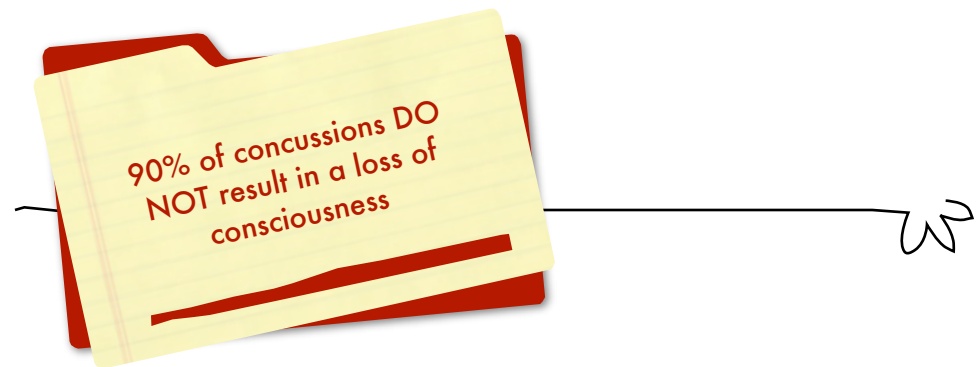 90% of concussions DO
NOT result in a loss of
consciousness